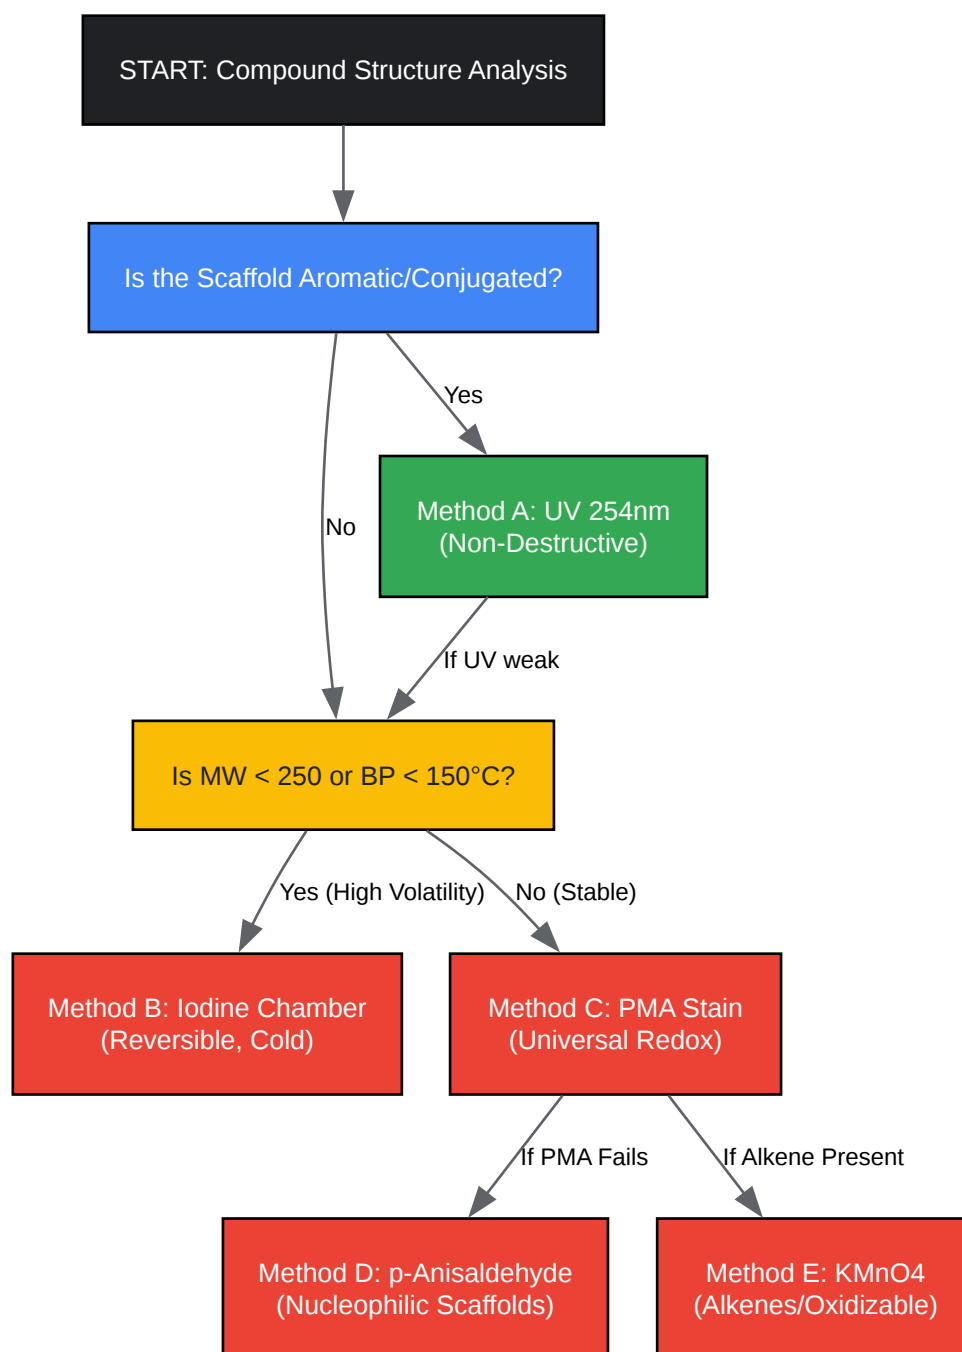 START: Compound Structure Analysis
Is the Scaffold Aromatic/Conjugated?
Yes
Method A: UV 254nm
(Non-Destructive)
No
If UV weak
Is MW < 250 or BP < 150°C?
Yes (High Volatility)
No (Stable)
Method B: Iodine Chamber
(Reversible, Cold)
Method C: PMA Stain
(Universal Redox)
If PMA Fails
If Alkene Present
Method D: p-Anisaldehyde
(Nucleophilic Scaffolds)
Method E: KMnO4
(Alkenes/Oxidizable)